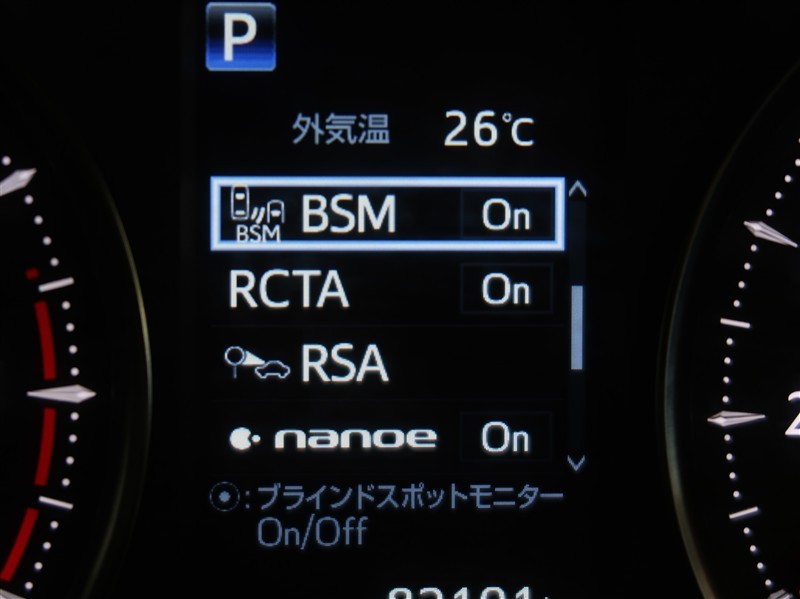 P
外気温 26℃
BSM BSM On
RCTA On
RSA
nanoe On
:ブラインドスポットモニター
On/Off